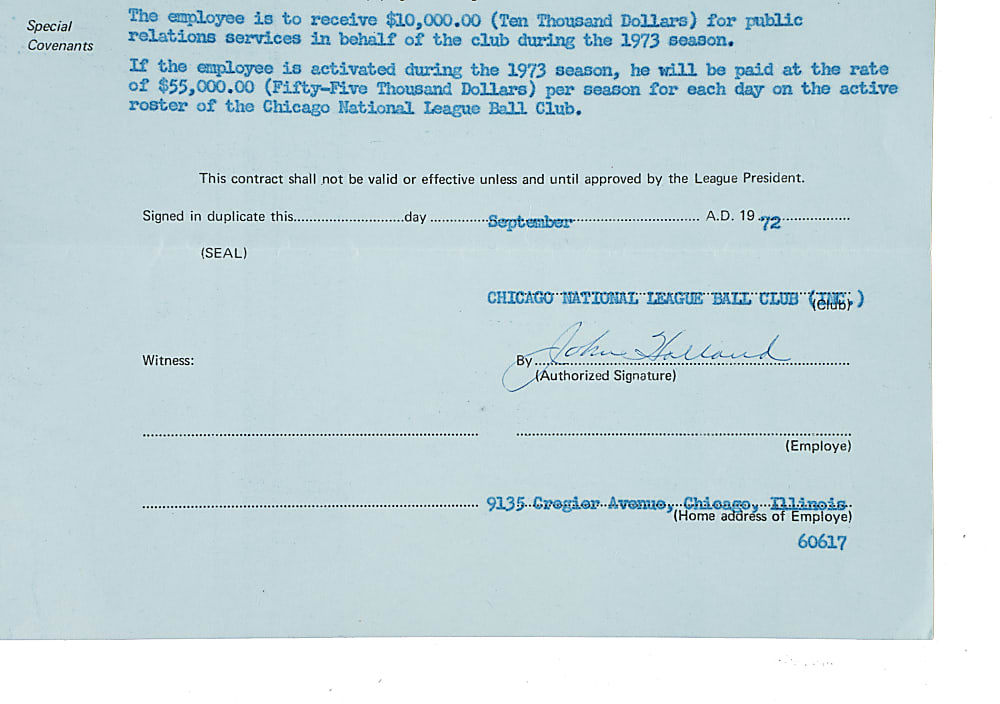 Special
Covenants
The employee is to receive $10,000.00 (Ten Thousand Dollars) for public
relations services in behalf of the club during the 1973 season.
If the employee is activated during the 1973 season, he will be paid at the rate
of $55,000.00 (Fifty-Five Thousand Dollars) per season for each day on the active
roster of the Chicago National League Ball Club.
This contract shall not be valid or effective unless and until approved by the League President.
Signed in duplicate this...........................day ..............September............................... A.D. 19.72.................
(SEAL)
CHICAGO NATIONAL LEAGUE BALL CLUB (INC.)
(Club)
Witness:
By John Holland
(Authorized Signature)
(Employe)
9135 Cregier Avenue, Chicago, Illinois.
(Home address of Employe)
60617